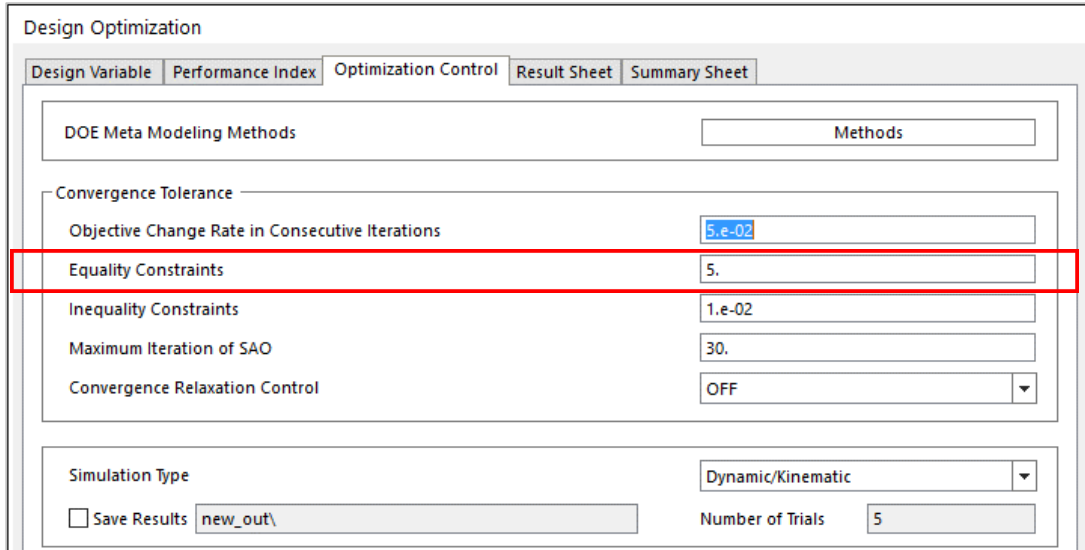 Design Optimization
Design Variable Performance Index Optimization Control Result Sheet Summary Sheet
DOE Meta Modeling Methods Methods
Convergence Tolerance
Objective Change Rate in Consecutive Iterations 5.e-02
Equality Constraints 5.
Inequality Constraints 1.e-02
Maximum Iteration of SAO 30.
Convergence Relaxation Control OFF
Simulation Type Dynamic/Kinematic
Save Results new_out\ Number of Trials 5